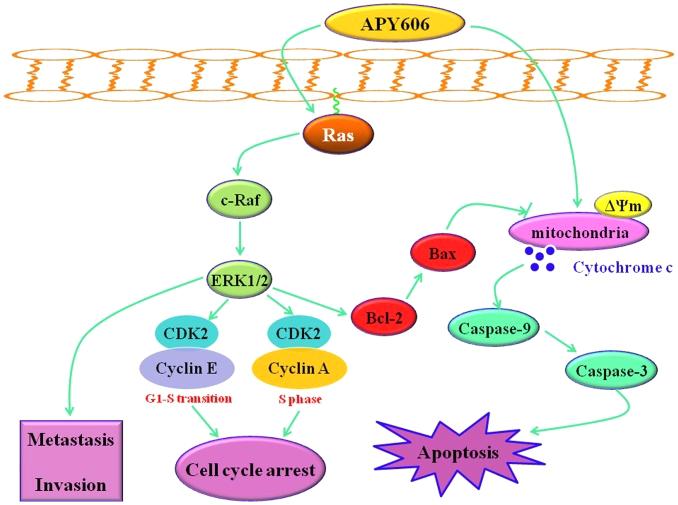 APY606
Ras
c-Raf
ΔΨm
mitochondria
Bax
Cytochrome c
ERK1/2
Bcl-2
Caspase-9
CDK2
CDK2
Cyclin E
Cyclin A
Caspase-3
G1-S transition
S phase
Metastasis
Invasion
Cell cycle arrest
Apoptosis